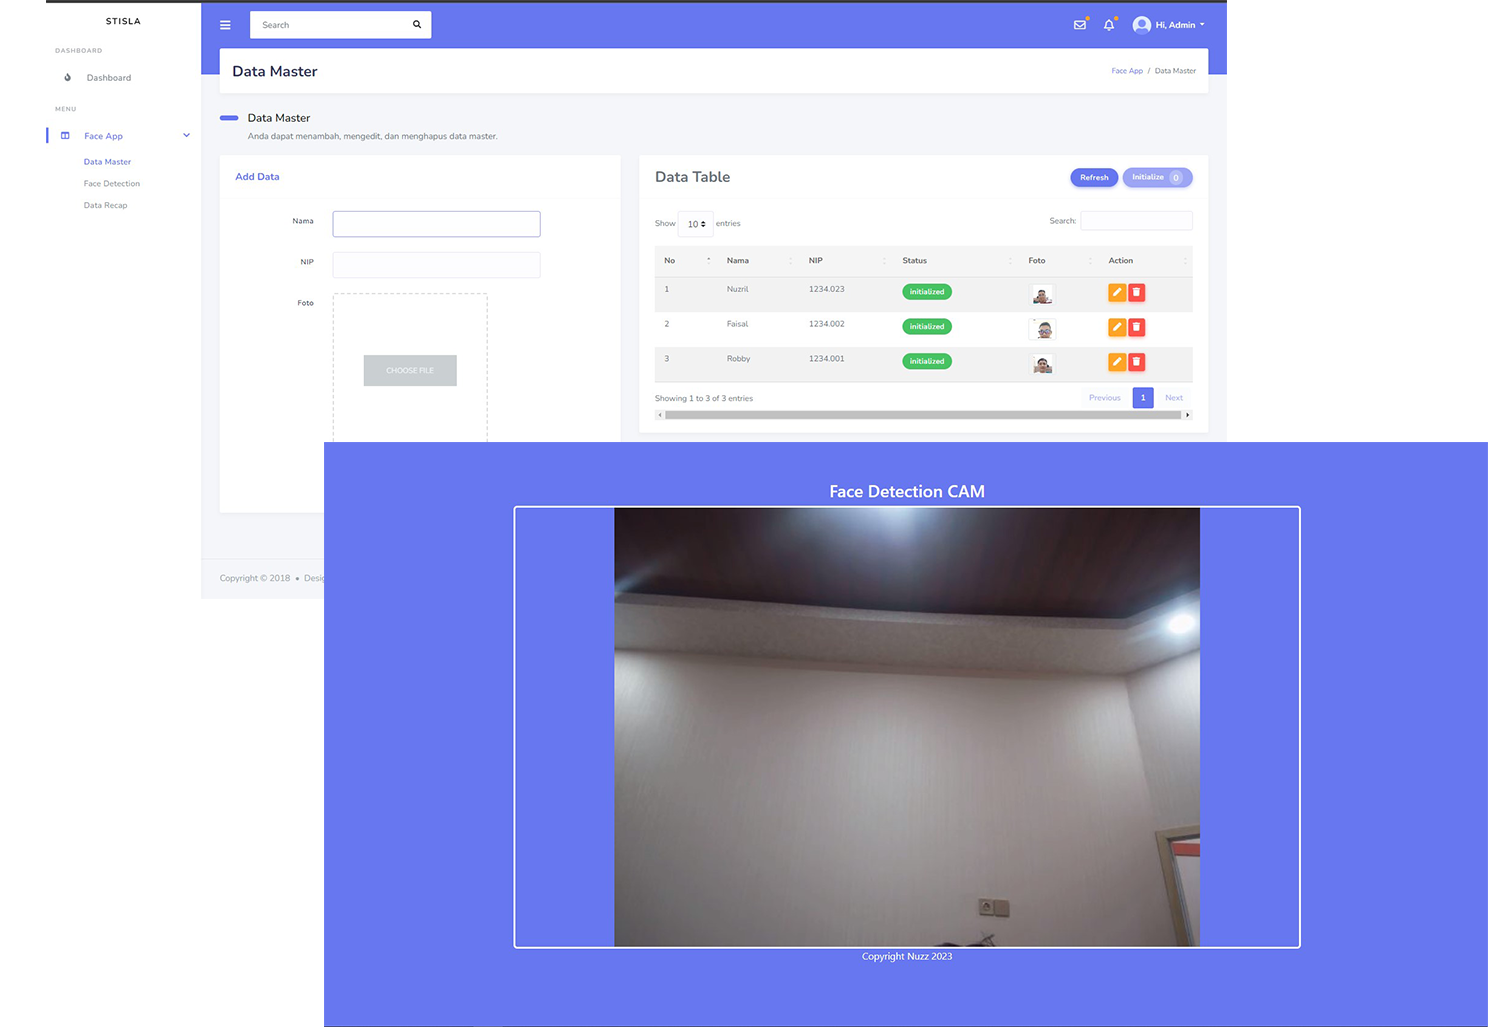 STISLA
Search
Hi, Admin
DASHBOARD
Dashboard
MENU
Face App
Data Master
Face Detection
Data Recap
Data Master
Face App / Data Master
Data Master
Anda dapat menambah, mengedit, dan menghapus data master.
Add Data
Nama
NIP
Foto
CHOOSE FILE
Data Table
Refresh
Initialize 0
Show 10 entries
Search:
No Nama NIP Status Foto Action
1 Nuzril 1234.023 initialized
2 Faisal 1234.002 initialized
3 Robby 1234.001 initialized
Showing 1 to 3 of 3 entries
Previous 1 Next
Copyright © 2018 • Desig
Face Detection CAM
Copyright Nuzz 2023